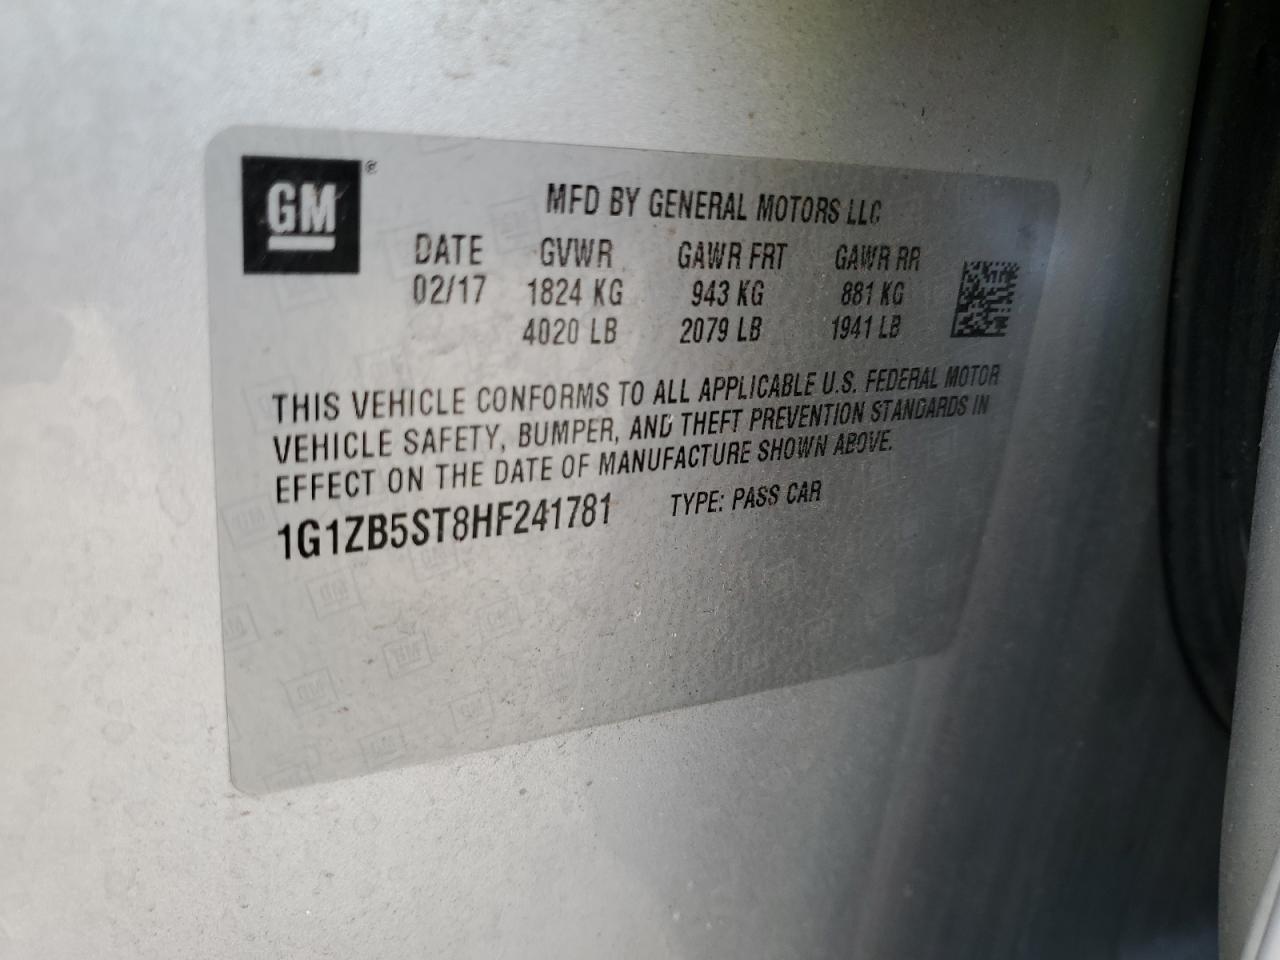 GM ®
MFD BY GENERAL MOTORS LLC
DATE GVWR GAWR FRT GAWR RR
02/17 1824 KG 943 KG 881 KG
4020 LB 2079 LB 1941 LB
THIS VEHICLE CONFORMS TO ALL APPLICABLE U.S. FEDERAL MOTOR
VEHICLE SAFETY, BUMPER, AND THEFT PREVENTION STANDARDS IN
EFFECT ON THE DATE OF MANUFACTURE SHOWN ABOVE.
1G1ZB5ST8HF241781 TYPE: PASS CAR